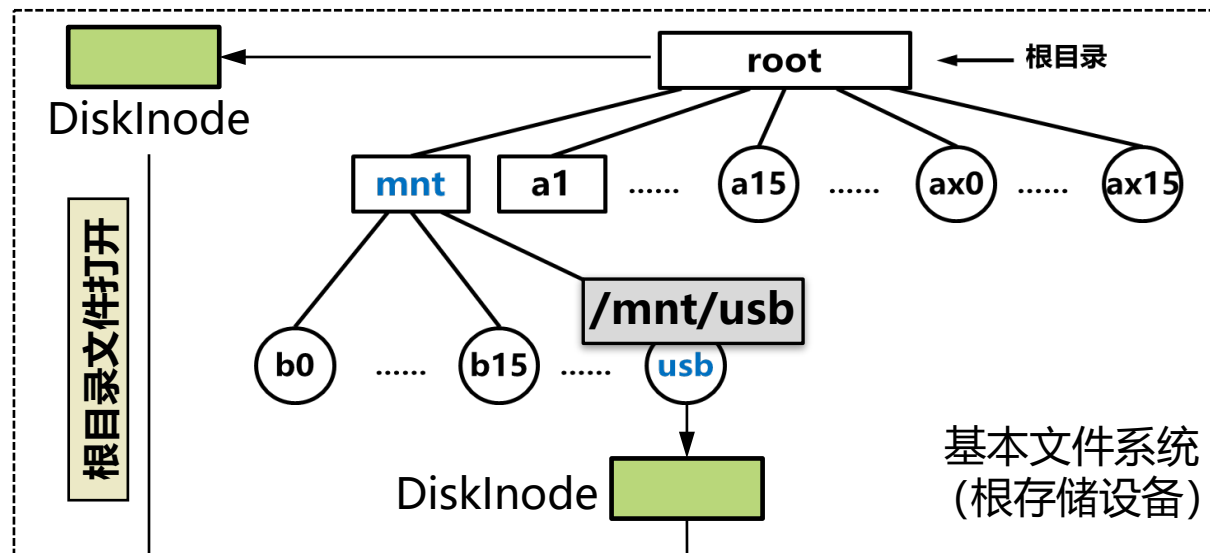 root
根目录
DiskInode
mnt
a1
......
a15
......
ax0
......
ax15
根目录文件打开
/mnt/usb
b0
......
b15
......
usb
基本文件系统
（根存储设备）
DiskInode